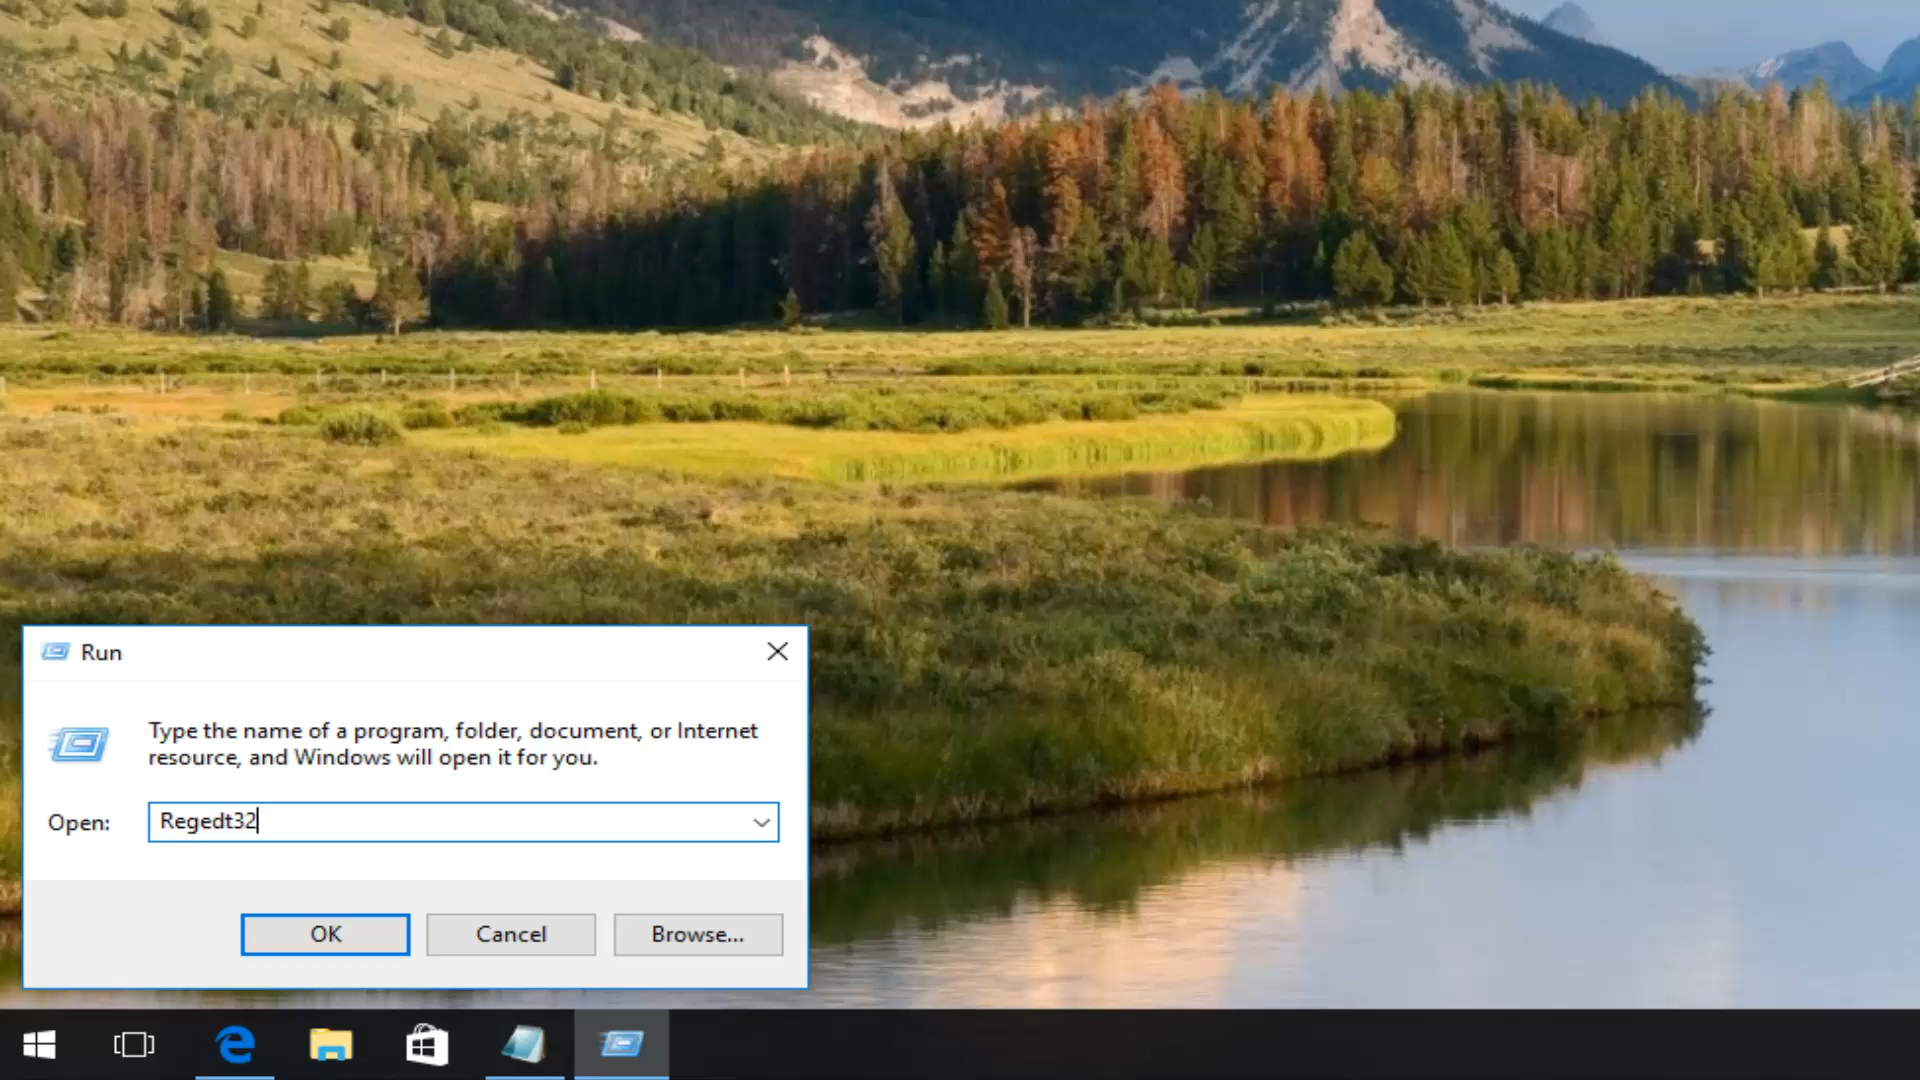 Run
Type the name of a program, folder, document, or Internet
resource, and Windows will open it for you.
Open:
Regedt32
OK
Cancel
Browse...